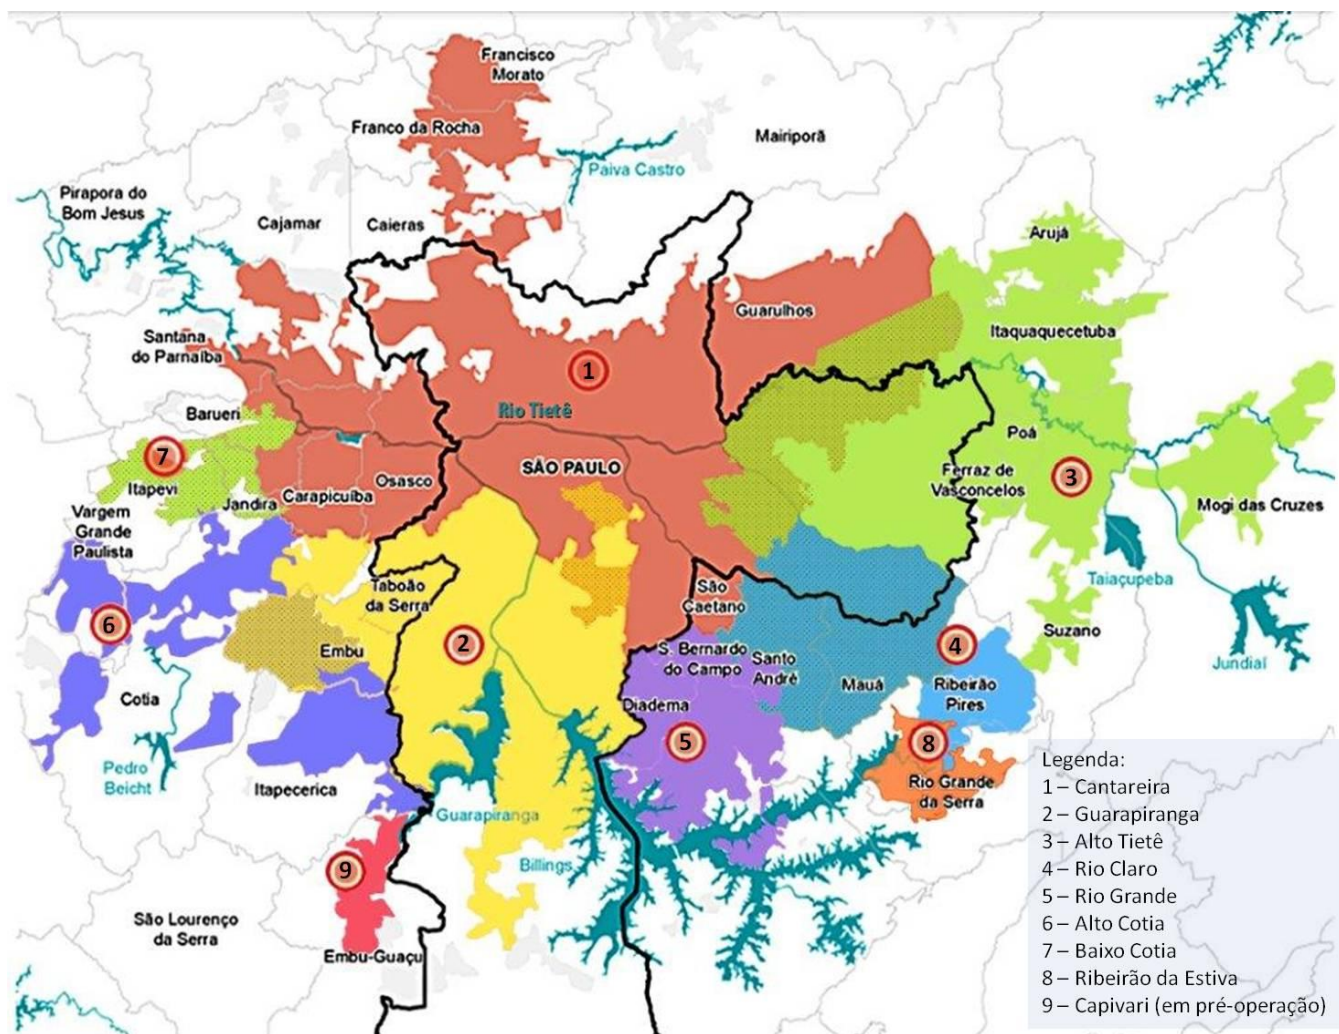 Francisco
Morato
Franco da Rocha
Mairiporã
Paiva Castro
Pirapora do
Bom Jesus
Cajamar
Caieras
Arujá
Guarulhos
Itaquaquecetuba
Santana
do Parnaíba
1
Rio Tietê
Barueri
7
Itapevi
Jandira
Carapicuíba
Osasco
SÃO PAULO
Poá
Ferraz de
Vasconcelos
3
Mogi das Cruzes
Vargem
Grande
Paulista
Taiaçupeba
Taboão
da Serra
São
Caetano
6
2
Embu
S. Bernardo
do Campo
Santo
André
Mauá
4
Suzano
Jundiaí
Ribeirão
Pires
Cotia
Diadema
5
8
Pedro
Beicht
Itapecerica
Rio Grande
da Serra
Guarapiranga
Billings
9
São Lourenço
da Serra
Embu-Guaçu
Legenda:
1 – Cantareira
2 – Guarapiranga
3 – Alto Tietê
4 – Rio Claro
5 – Rio Grande
6 – Alto Cotia
7 – Baixo Cotia
8 – Ribeirão da Estiva
9 – Capivari (em pré-operação)